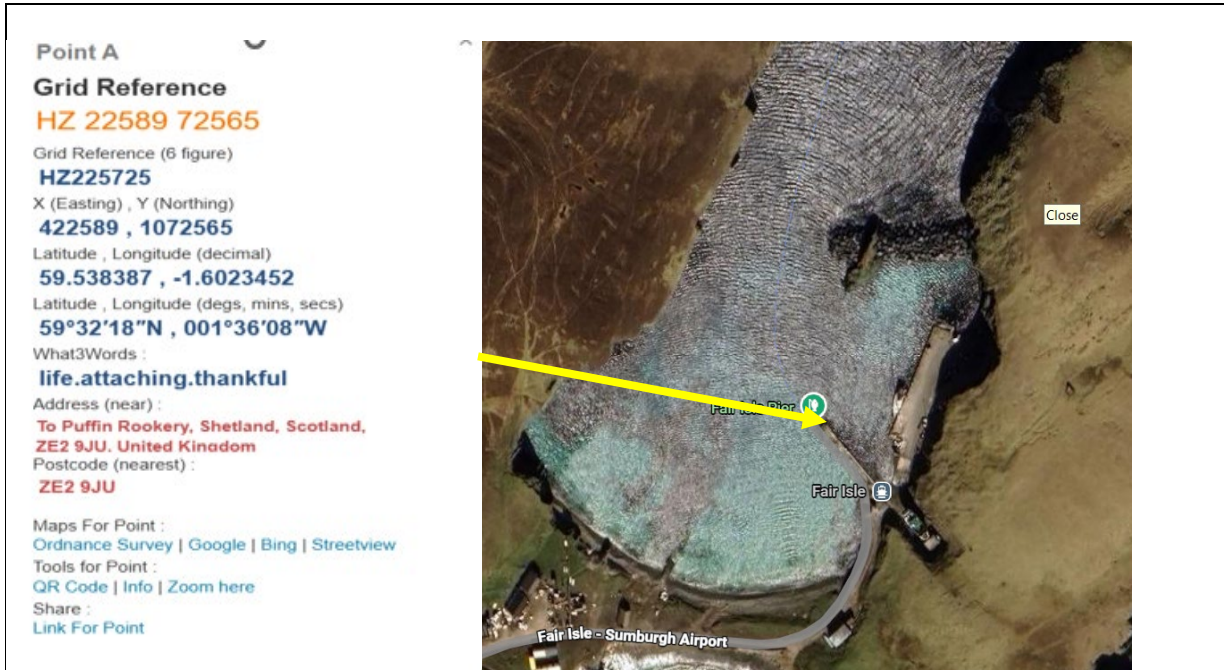 Point A
Grid Reference
HZ 22589 72565
Grid Reference (6 figure)
HZ225725
X (Easting) , Y (Northing)
422589 , 1072565
Latitude , Longitude (decimal)
59.538387 , -1.6023452
Latitude , Longitude (degs, mins, secs)
59°32′18″N , 001°36′08″W
What3Words :
life.attaching.thankful
Address (near) :
To Puffin Rookery, Shetland, Scotland,
ZE2 9JU. United Kingdom
Postcode (nearest) :
ZE2 9JU
Maps For Point :
Ordnance Survey | Google | Bing | Streetview
Tools for Point :
QR Code | Info | Zoom here
Share :
Link For Point
Close
Fair Isle Pier
Fair Isle
Fair Isle - Sumburgh Airport